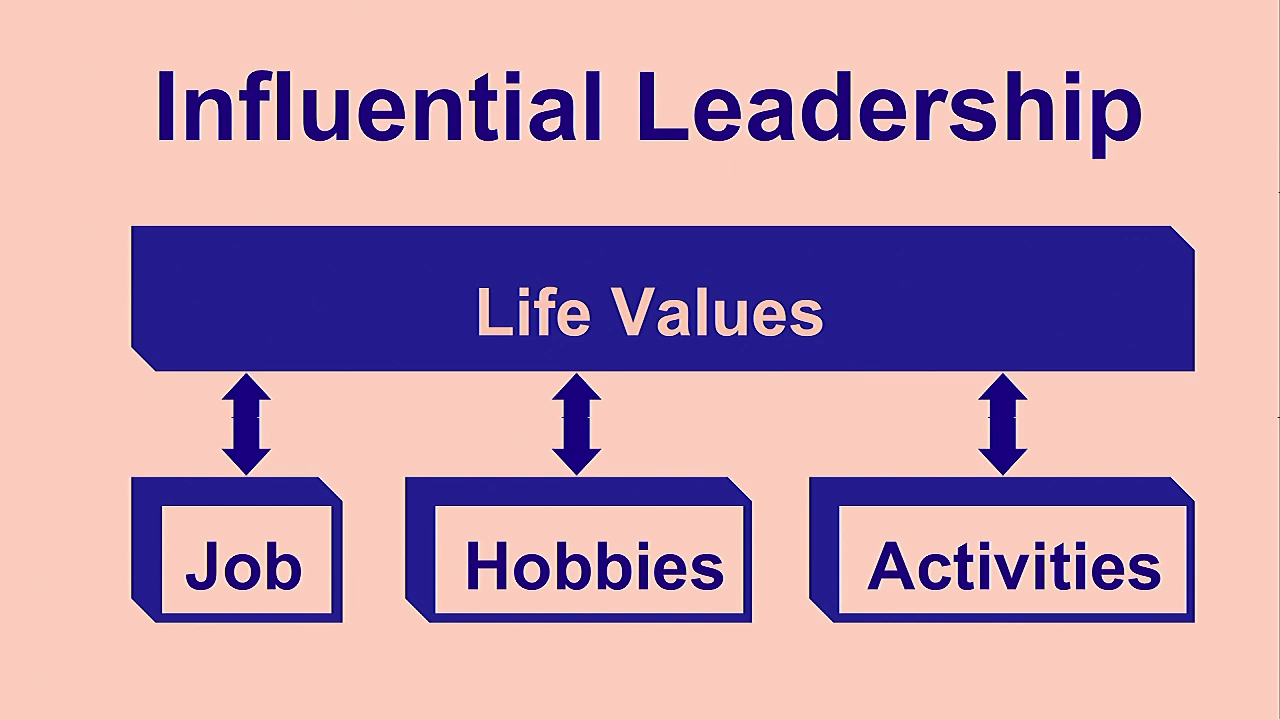 Influential Leadership
Life Values
Job
Hobbies
Activities